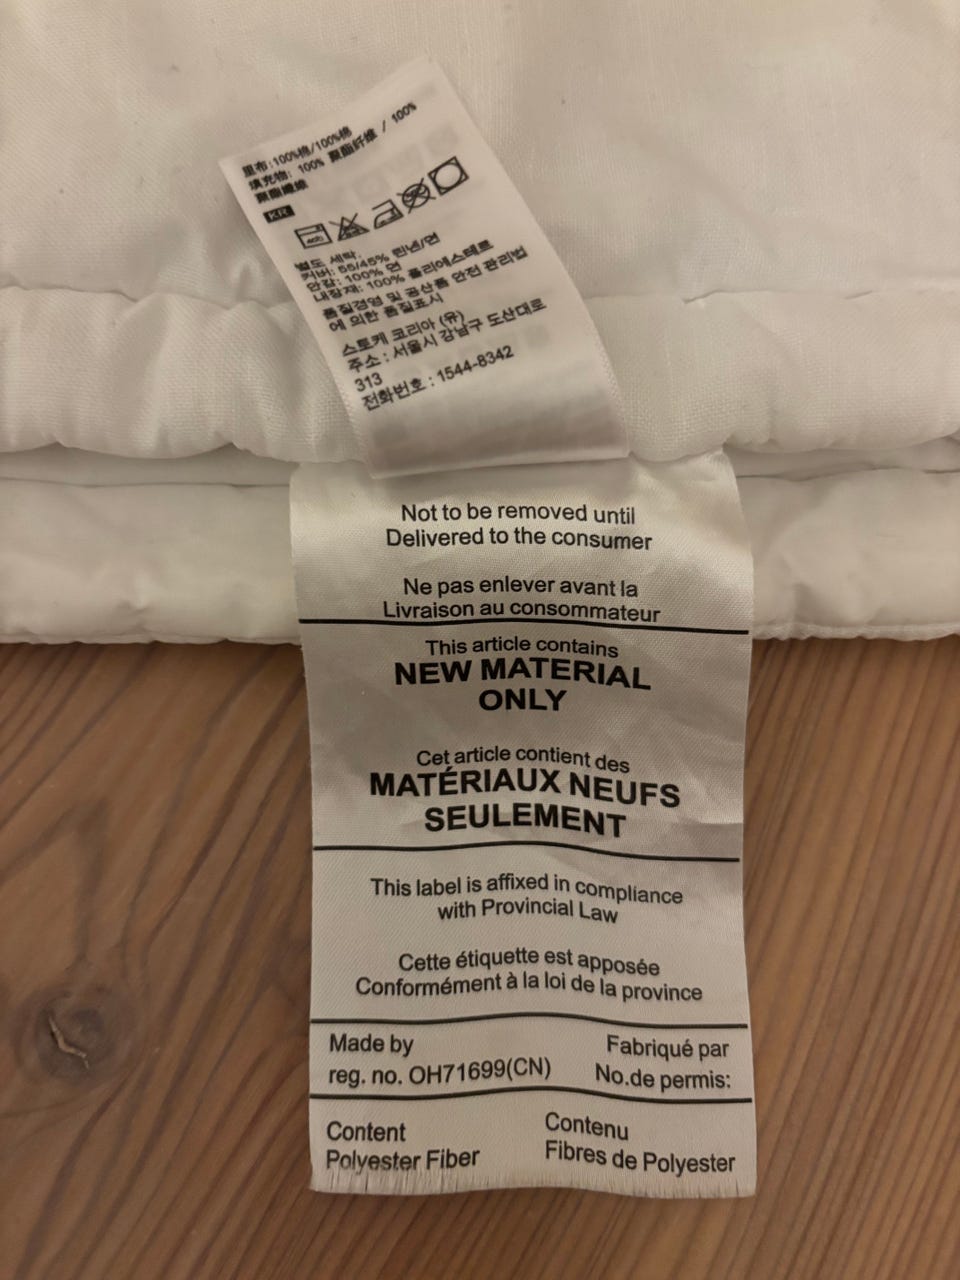 里布:100%棉/100%棉
填充物: 100% 聚酯纤维 / 100%
聚酯纖維
KR
별도 세탁.
커버: 55/45% 린넨/면
안감: 100% 면
내장재: 100% 폴리에스테르
품질경영 및 공산품 안전 관리법
에 의한 품질표시
스토케 코리아 (유)
주소 : 서울시 강남구 도산대로
313
전화번호 : 1544-8342
Not to be removed until
Delivered to the consumer
Ne pas enlever avant la
Livraison au consommateur
This article contains
NEW MATERIAL
ONLY
Cet article contient des
MATÉRIAUX NEUFS
SEULEMENT
This label is affixed in compliance
with Provincial Law
Cette étiquette est apposée
Conformément à la loi de la province
Made by Fabriqué par
reg. no. OH71699(CN) No.de permis:
Content Contenu
Polyester Fiber Fibres de Polyester